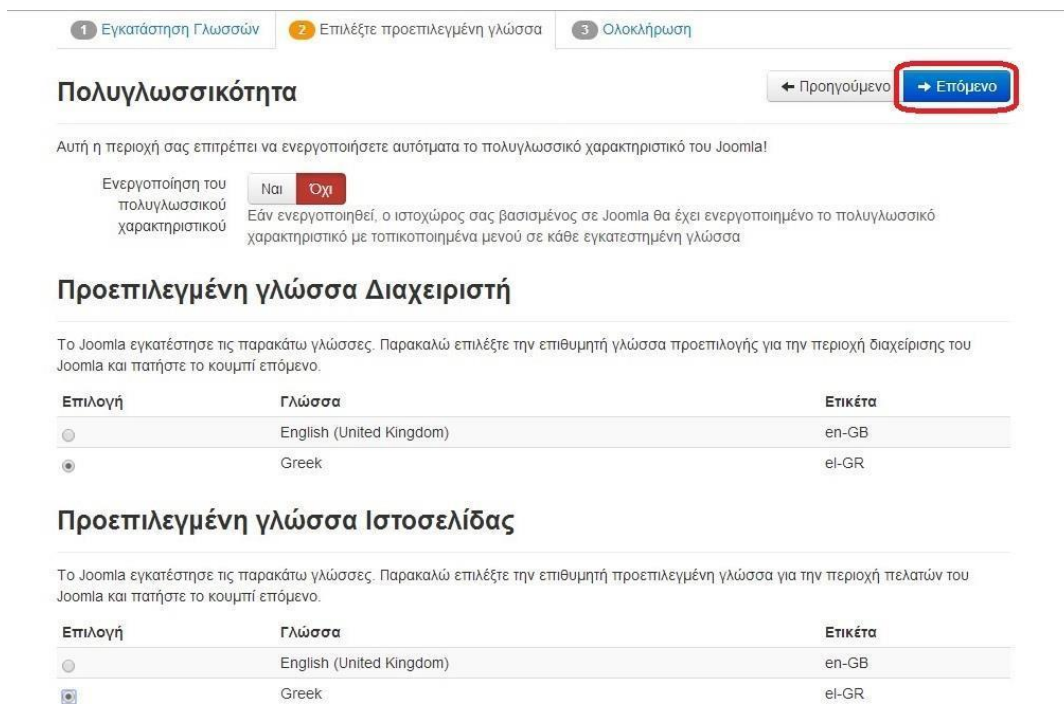 1 Εγκατάσταση Γλωσσών 2 Επιλέξτε προεπιλεγμένη γλώσσα 3 Ολοκλήρωση
Πολυγλωσσικότητα
Προηγούμενο Επόμενο
Αυτή η περιοχή σας επιτρέπει να ενεργοποιήσετε αυτόματα το πολυγλωσσικό χαρακτηριστικό του Joomla!
Ενεργοποίηση του
πολυγλωσσικού
χαρακτηριστικού
Ναι Όχι
Εάν ενεργοποιηθεί, ο ιστοχώρος σας βασισμένος σε Joomla θα έχει ενεργοποιημένο το πολυγλωσσικό
χαρακτηριστικό με τοπικοποιημένα μενού σε κάθε εγκατεστημένη γλώσσα
Προεπιλεγμένη γλώσσα Διαχειριστή
Το Joomla εγκατέστησε τις παρακάτω γλώσσες. Παρακαλώ επιλέξτε την επιθυμητή γλώσσα προεπιλογής για την περιοχή διαχείρισης του
Joomla και πατήστε το κουμπί επόμενο.
Επιλογή Γλώσσα Ετικέτα
English (United Kingdom) en-GB
Greek el-GR
Προεπιλεγμένη γλώσσα Ιστοσελίδας
Το Joomla εγκατέστησε τις παρακάτω γλώσσες. Παρακαλώ επιλέξτε την επιθυμητή προεπιλεγμένη γλώσσα για την περιοχή πελατών του
Joomla και πατήστε το κουμπί επόμενο.
Επιλογή Γλώσσα Ετικέτα
English (United Kingdom) en-GB
Greek el-GR